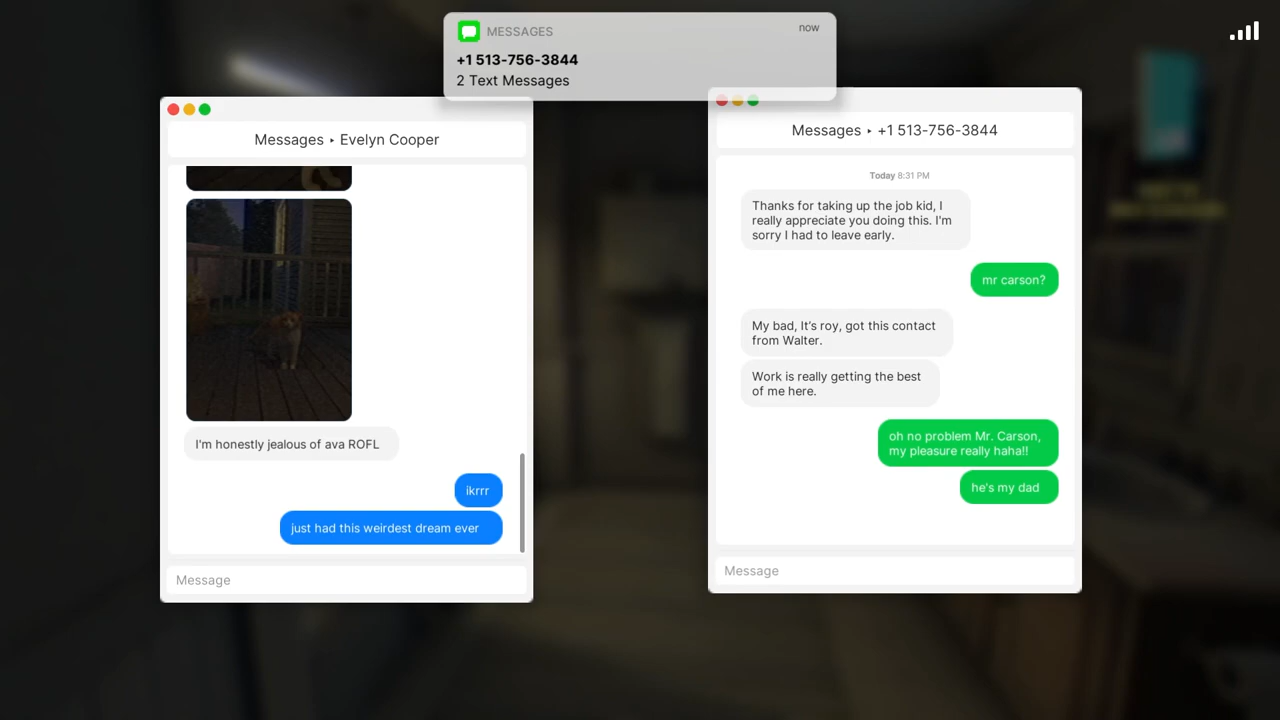 MESSAGES
now
+1 513-756-3844
2 Text Messages
Messages ‣ Evelyn Cooper
I'm honestly jealous of ava ROFL
ikrrr
just had this weirdest dream ever
Message
Messages ‣ +1 513-756-3844
Today 8:31 PM
Thanks for taking up the job kid, I
really appreciate you doing this. I'm
sorry I had to leave early.
mr carson?
My bad, It's roy, got this contact
from Walter.
Work is really getting the best
of me here.
oh no problem Mr. Carson,
my pleasure really haha!!
he's my dad
Message